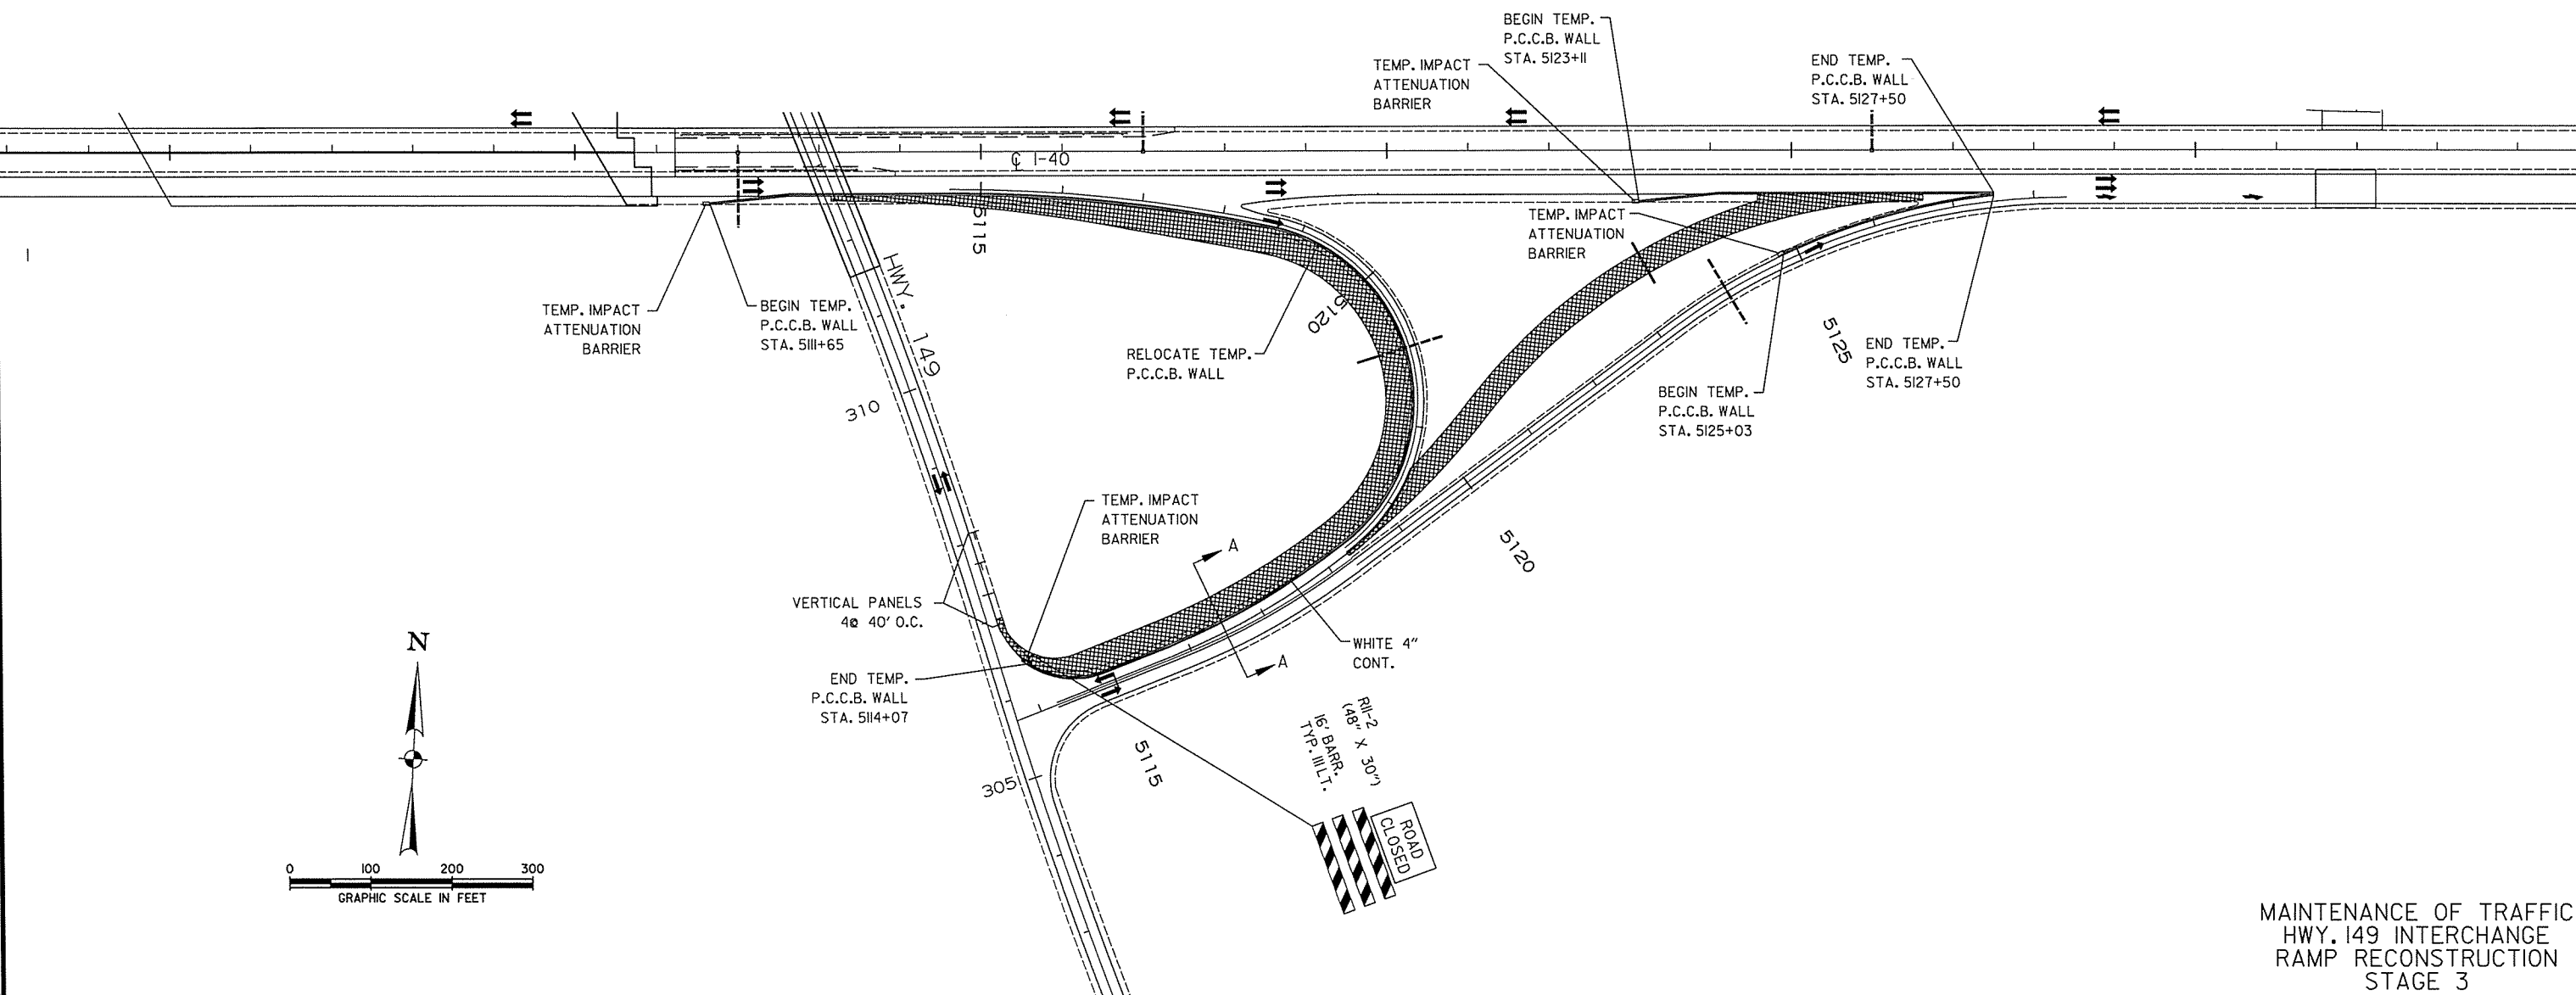 BEGIN TEMP.
P.C.C.B. WALL
STA. 5123+11
TEMP. IMPACT
ATTENUATION
BARRIER
END TEMP.
P.C.C.B. WALL
STA. 5127+50
℄ I-40
TEMP. IMPACT
ATTENUATION
BARRIER
5115
HWY. 149
TEMP. IMPACT
ATTENUATION
BARRIER
BEGIN TEMP.
P.C.C.B. WALL
STA. 5111+65
5120
RELOCATE TEMP.
P.C.C.B. WALL
5125
END TEMP.
P.C.C.B. WALL
STA. 5127+50
BEGIN TEMP.
P.C.C.B. WALL
STA. 5125+03
310
TEMP. IMPACT
ATTENUATION
BARRIER
A
5120
VERTICAL PANELS
4@ 40' O.C.
WHITE 4"
CONT.
A
END TEMP.
P.C.C.B. WALL
STA. 5114+07
N
R11-2
(48" X 30")
16' BARR.
TYP. III LT.
5115
305
ROAD
CLOSED
0 100 200 300
GRAPHIC SCALE IN FEET
MAINTENANCE OF TRAFFIC
HWY. 149 INTERCHANGE
RAMP RECONSTRUCTION
STAGE 3